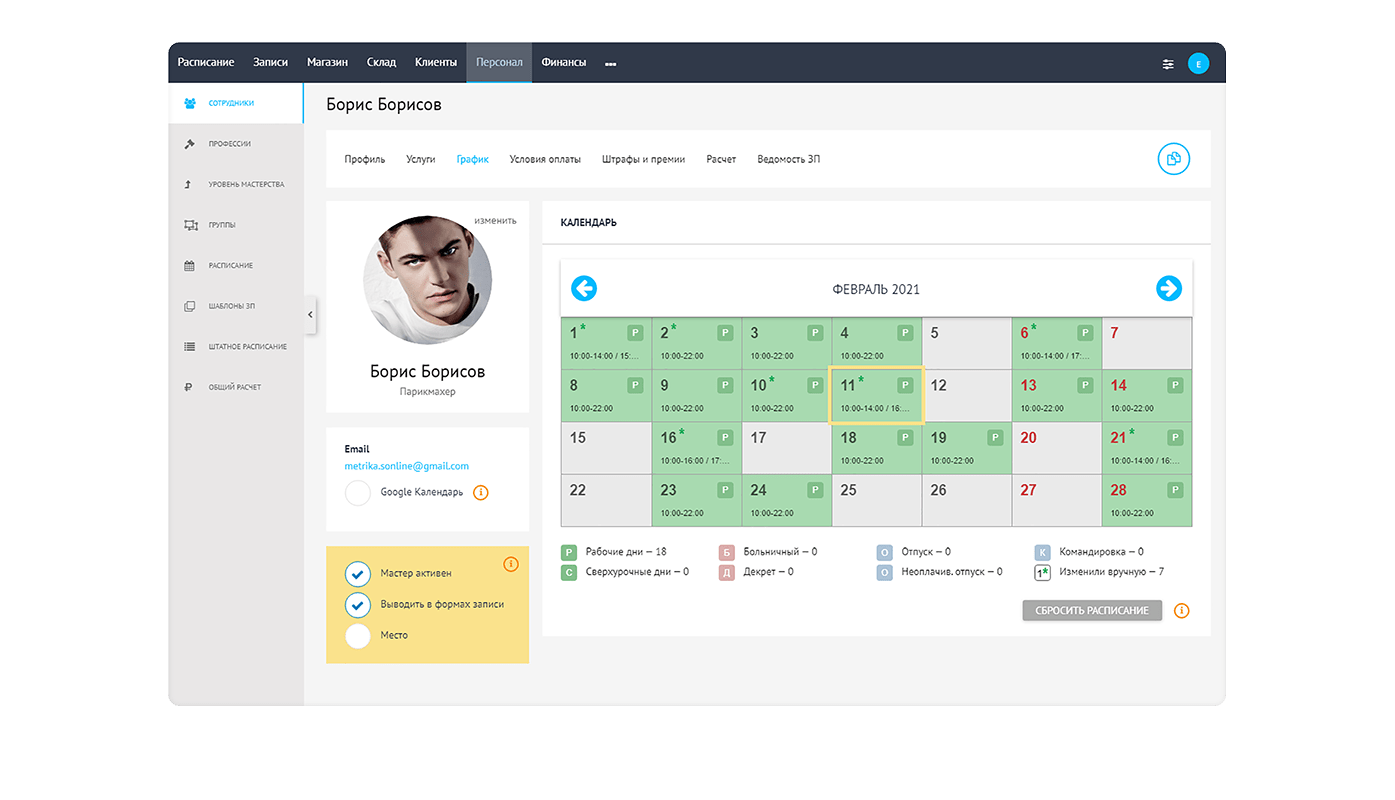 Расписание Записи Магазин Склад Клиенты Персонал Финансы
E
СОТРУДНИКИ
ПРОФЕССИИ
УРОВЕНЬ МАСТЕРСТВА
ГРУППЫ
РАСПИСАНИЕ
ШАБЛОНЫ ЗП
ШТАТНОЕ РАСПИСАНИЕ
ОБЩИЙ РАСЧЕТ
Борис Борисов
Профиль Услуги График Условия оплаты Штрафы и премии Расчет Ведомость ЗП
изменить
Борис Борисов
Парикмахер
Email
metrika.sonline@gmail.com
Google Календарь
Мастер активен
Выводить в формах записи
Место
КАЛЕНДАРЬ
ФЕВРАЛЬ 2021
1* Р 2* Р 3 Р 4 Р 5 6* Р 7
10:00-14:00 / 15:... 10:00-22:00 10:00-22:00 10:00-22:00 10:00-14:00 / 17:...
8 Р 9 Р 10* Р 11* Р 12 13 Р 14 Р
10:00-22:00 10:00-22:00 10:00-22:00 10:00-14:00 / 16:... 10:00-22:00 10:00-22:00
15 16* Р 17 18 Р 19 Р 20 21* Р
10:00-16:00 / 17:... 10:00-22:00 10:00-22:00 10:00-14:00 / 16:...
22 23 Р 24 Р 25 26 27 28 Р
10:00-22:00 10:00-22:00 10:00-22:00
Р Рабочие дни — 18 Б Больничный — 0 О Отпуск — 0 К Командировка — 0
С Сверхурочные дни — 0 Д Декрет — 0 О Неоплачив. отпуск — 0 1* Изменили вручную — 7
СБРОСИТЬ РАСПИСАНИЕ